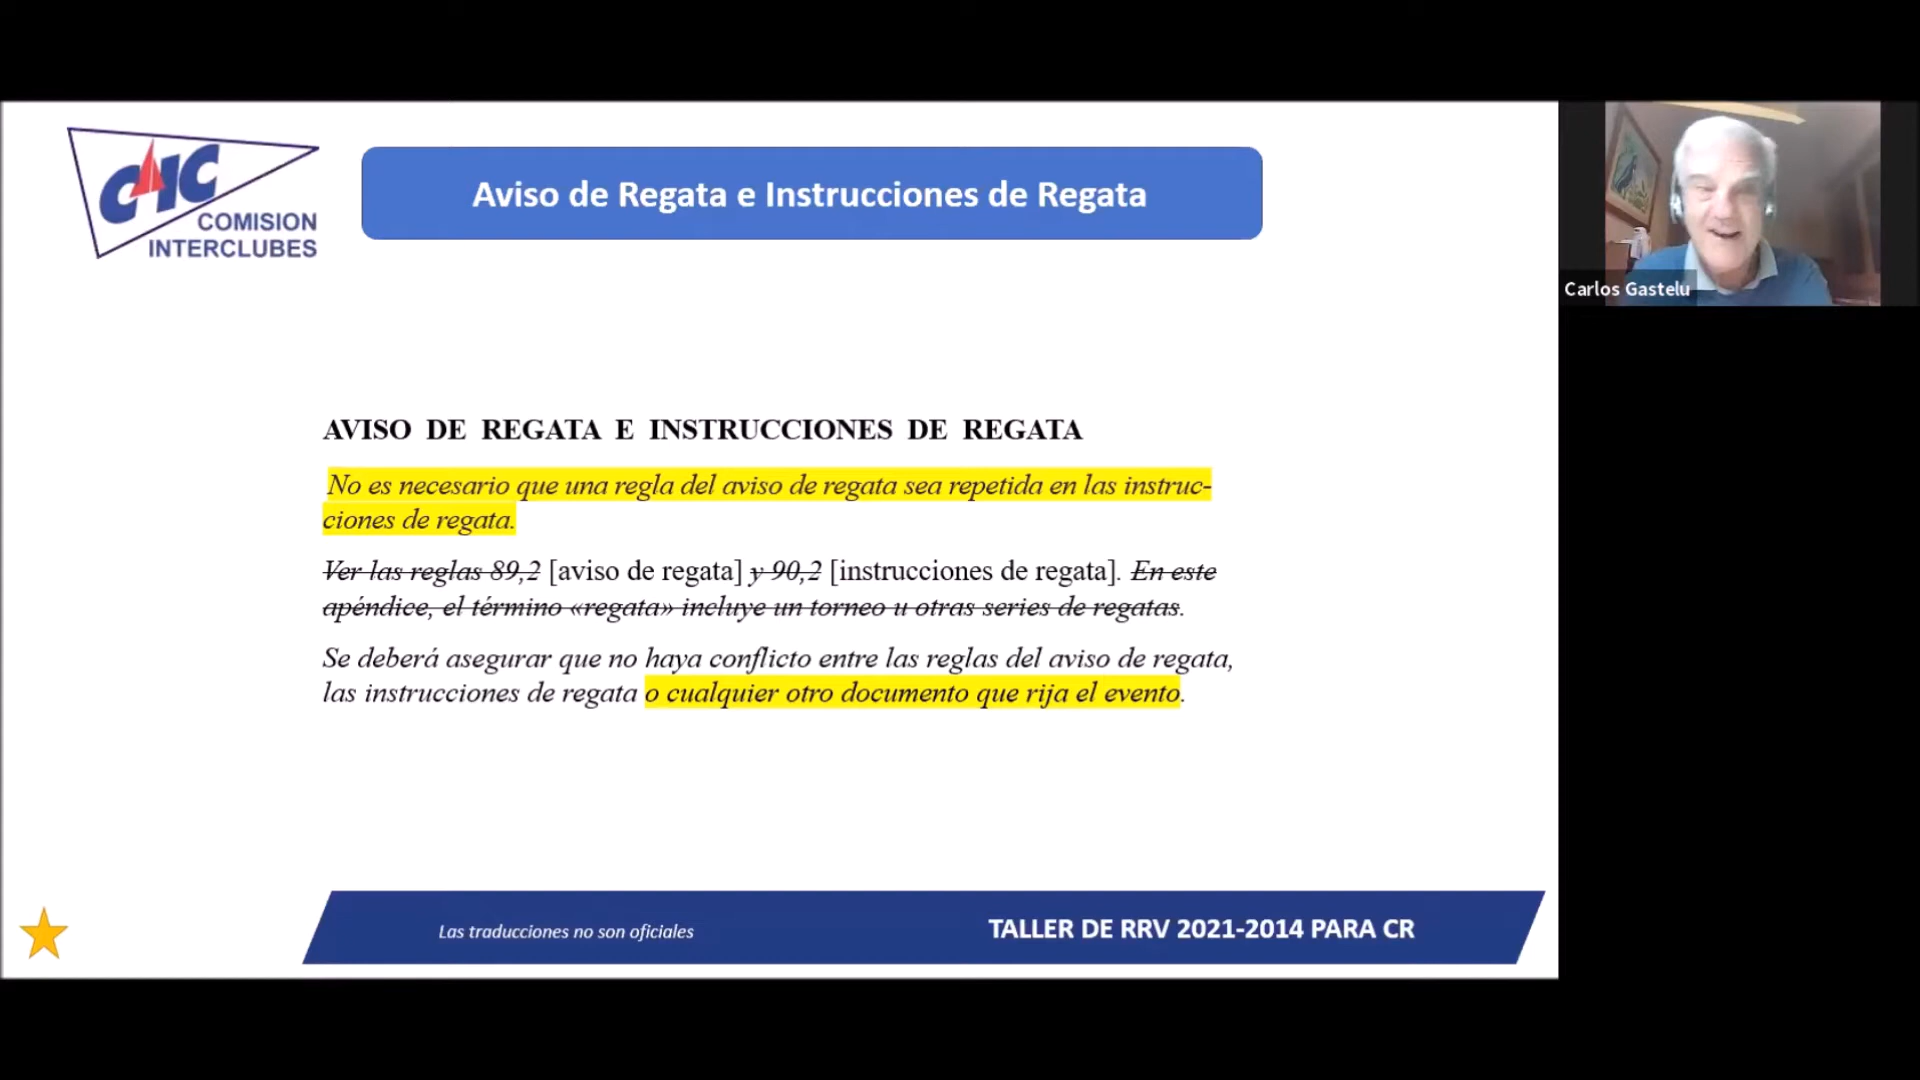 CIC
COMISION
INTERCLUBES
Aviso de Regata e Instrucciones de Regata
Carlos Gastelu
AVISO DE REGATA E INSTRUCCIONES DE REGATA
No es necesario que una regla del aviso de regata sea repetida en las instruc-
ciones de regata.
Ver las reglas 89,2 [aviso de regata] y 90,2 [instrucciones de regata]. En este
apéndice, el término «regata» incluye un torneo u otras series de regatas.
Se deberá asegurar que no haya conflicto entre las reglas del aviso de regata,
las instrucciones de regata o cualquier otro documento que rija el evento.
Las traducciones no son oficiales
TALLER DE RRV 2021-2014 PARA CR